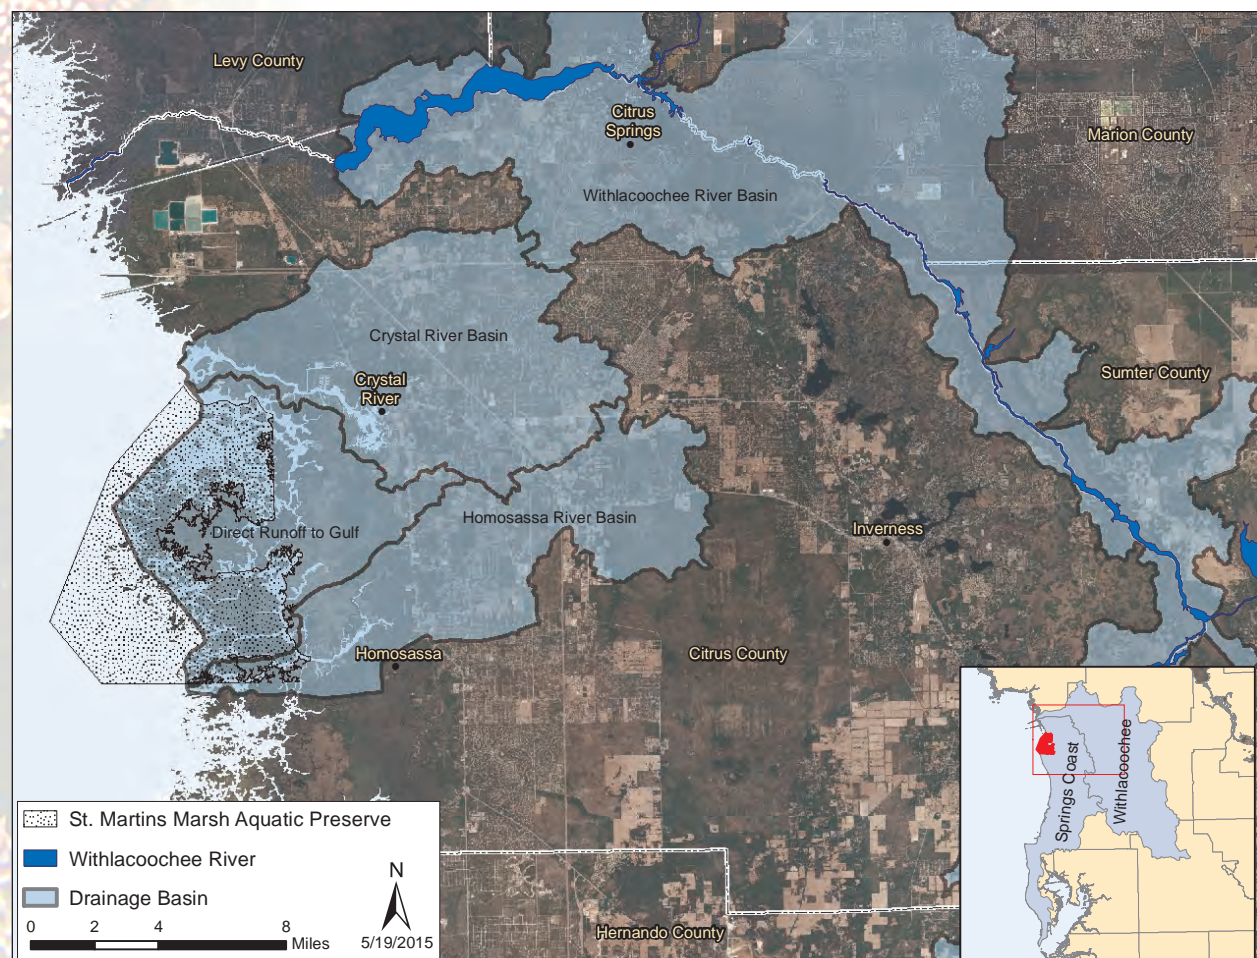 Levy County
Citrus
Springs
Marion County
Withlacoochee River Basin
Crystal River Basin
Crystal
River
Sumter County
Homosassa River Basin
Direct Runoff to Gulf
Inverness
Homosassa
Citrus County
Hernando County
St. Martins Marsh Aquatic Preserve
Withlacoochee River
Drainage Basin
0 2 4 8
Miles
N
5/19/2015
Springs Coast
Withlacoochee